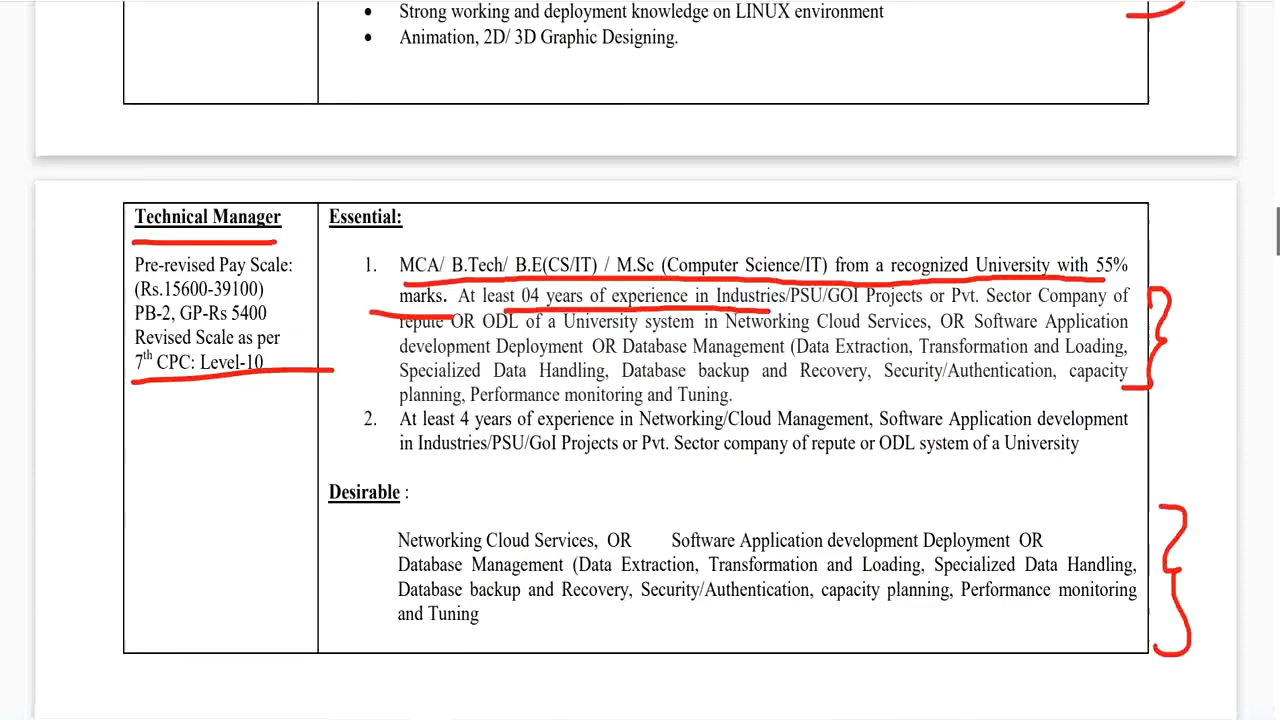 • Strong working and deployment knowledge on LINUX environment
• Animation, 2D/ 3D Graphic Designing.
Technical Manager
Pre-revised Pay Scale:
(Rs.15600-39100)
PB-2, GP-Rs 5400
Revised Scale as per
7th CPC: Level-10
Essential:
1. MCA/ B.Tech/ B.E(CS/IT) / M.Sc (Computer Science/IT) from a recognized University with 55%
marks. At least 04 years of experience in Industries/PSU/GOI Projects or Pvt. Sector Company of
repute OR ODL of a University system in Networking Cloud Services, OR Software Application
development Deployment OR Database Management (Data Extraction, Transformation and Loading,
Specialized Data Handling, Database backup and Recovery, Security/Authentication, capacity
planning, Performance monitoring and Tuning.
2. At least 4 years of experience in Networking/Cloud Management, Software Application development
in Industries/PSU/GoI Projects or Pvt. Sector company of repute or ODL system of a University
Desirable :
Networking Cloud Services, OR Software Application development Deployment OR
Database Management (Data Extraction, Transformation and Loading, Specialized Data Handling,
Database backup and Recovery, Security/Authentication, capacity planning, Performance monitoring
and Tuning